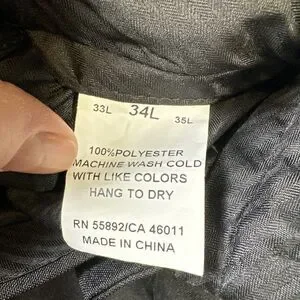 33L 34L 35L
100%POLYESTER
MACHINE WASH COLD
WITH LIKE COLORS
HANG TO DRY
RN 55892/CA 46011
MADE IN CHINA